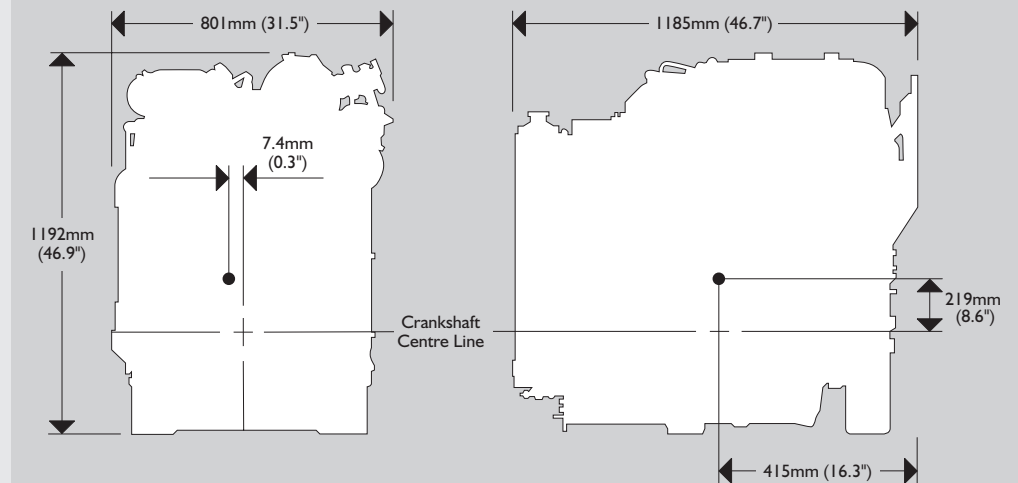 801mm (31.5")
1185mm (46.7")
7.4mm
(0.3")
1192mm
(46.9")
219mm
(8.6")
Crankshaft
Centre Line
415mm (16.3")